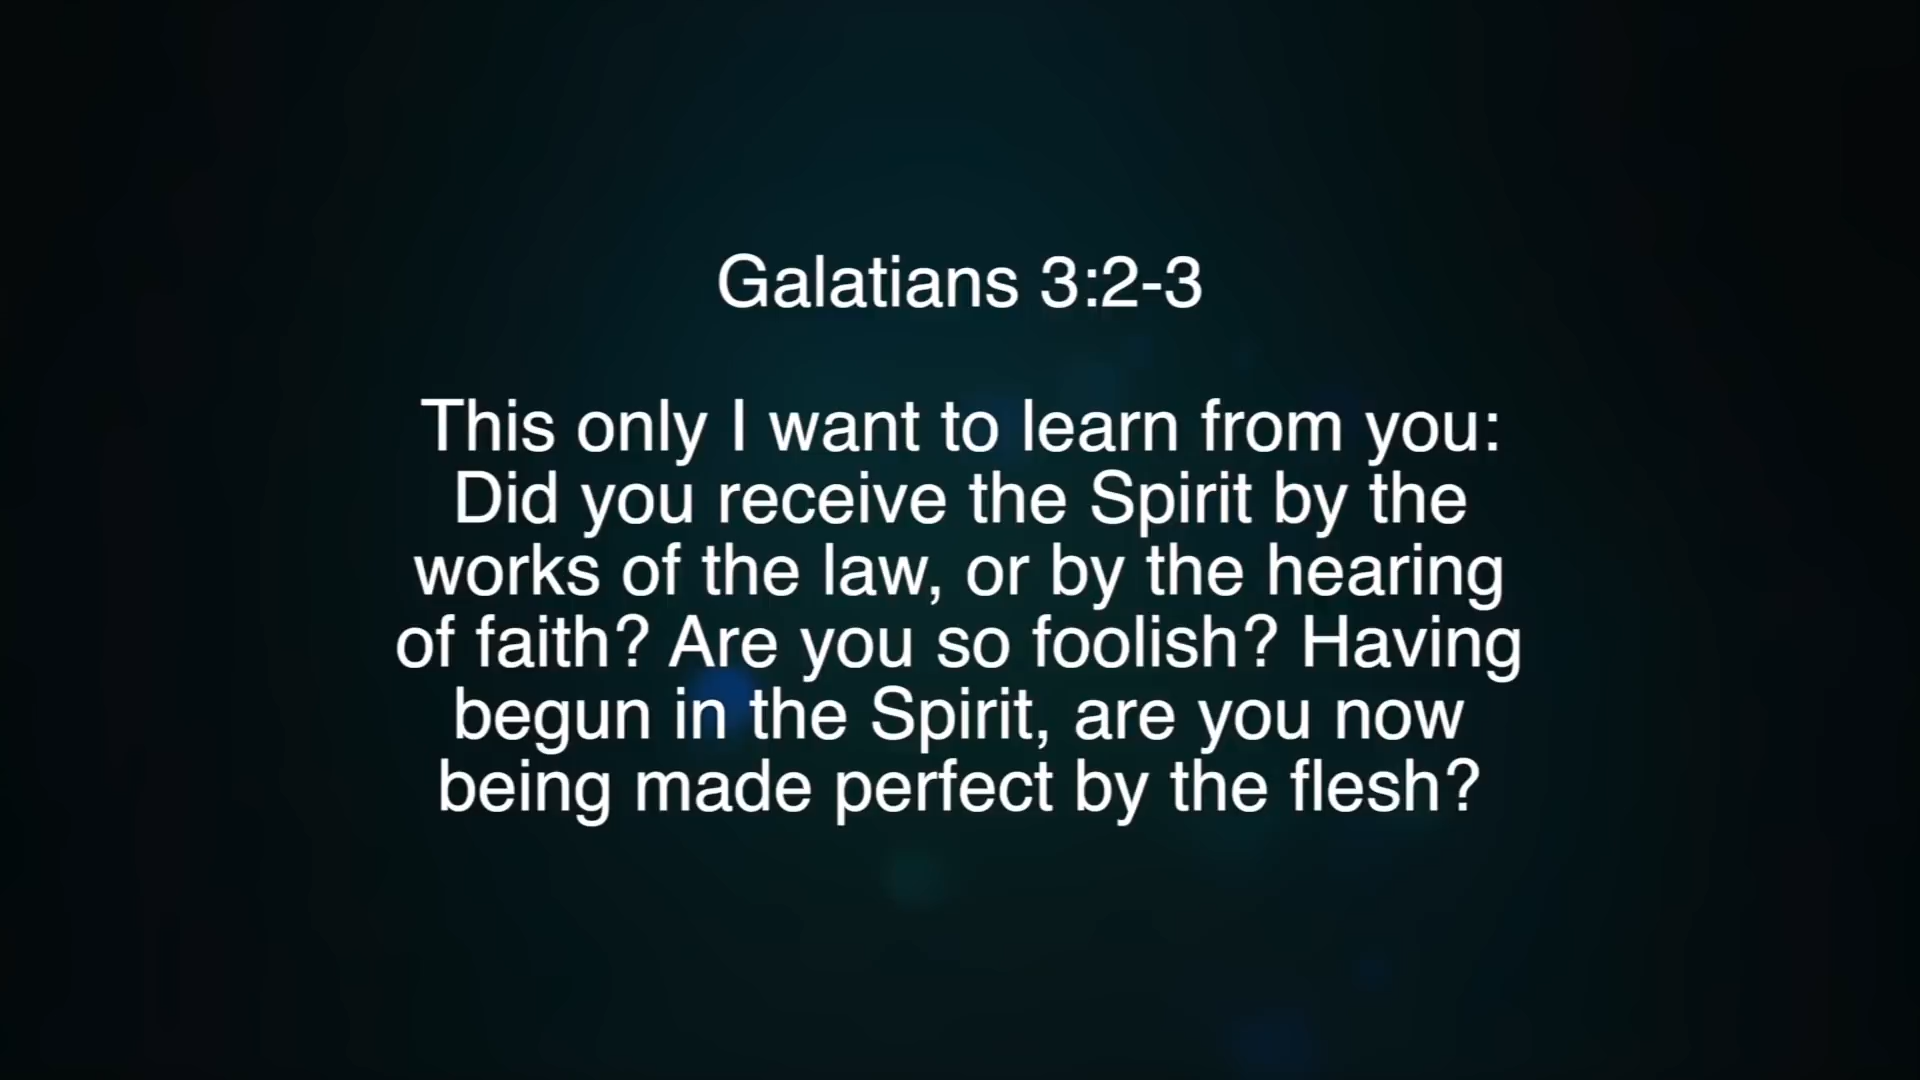 Galatians 3:2-3
This only I want to learn from you:
Did you receive the Spirit by the
works of the law, or by the hearing
of faith? Are you so foolish? Having
begun in the Spirit, are you now
being made perfect by the flesh?